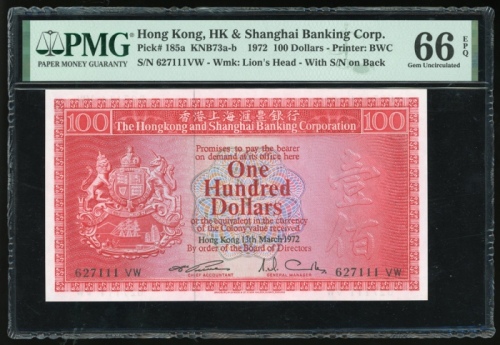 PMG
PAPER MONEY GUARANTY
Hong Kong, HK & Shanghai Banking Corp.
Pick# 185a KNB73a-b 1972 100 Dollars - Printer: BWC
S/N 627111VW - Wmk: Lion's Head - With S/N on Back
66 EPQ
Gem Uncirculated
香港上海滙豐銀行
100 The Hongkong and Shanghai Banking Corporation 100
Promises to pay the bearer
on demand at its office here
One
Hundred
Dollars
or the equivalent in the currency
of the Colony value received
Hong Kong 13th March 1972
By order of the Board of Directors
壹佰
627111 VW
CHIEF ACCOUNTANT
GENERAL MANAGER
627111 VW